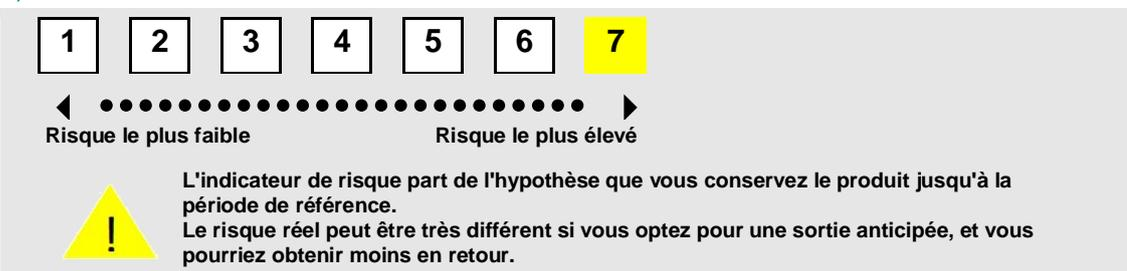 1 2 3 4 5 6 7
Risque le plus faible Risque le plus élevé
L'indicateur de risque part de l'hypothèse que vous conservez le produit jusqu'à la
période de référence.
! Le risque réel peut être très différent si vous optez pour une sortie anticipée, et vous
pourriez obtenir moins en retour.